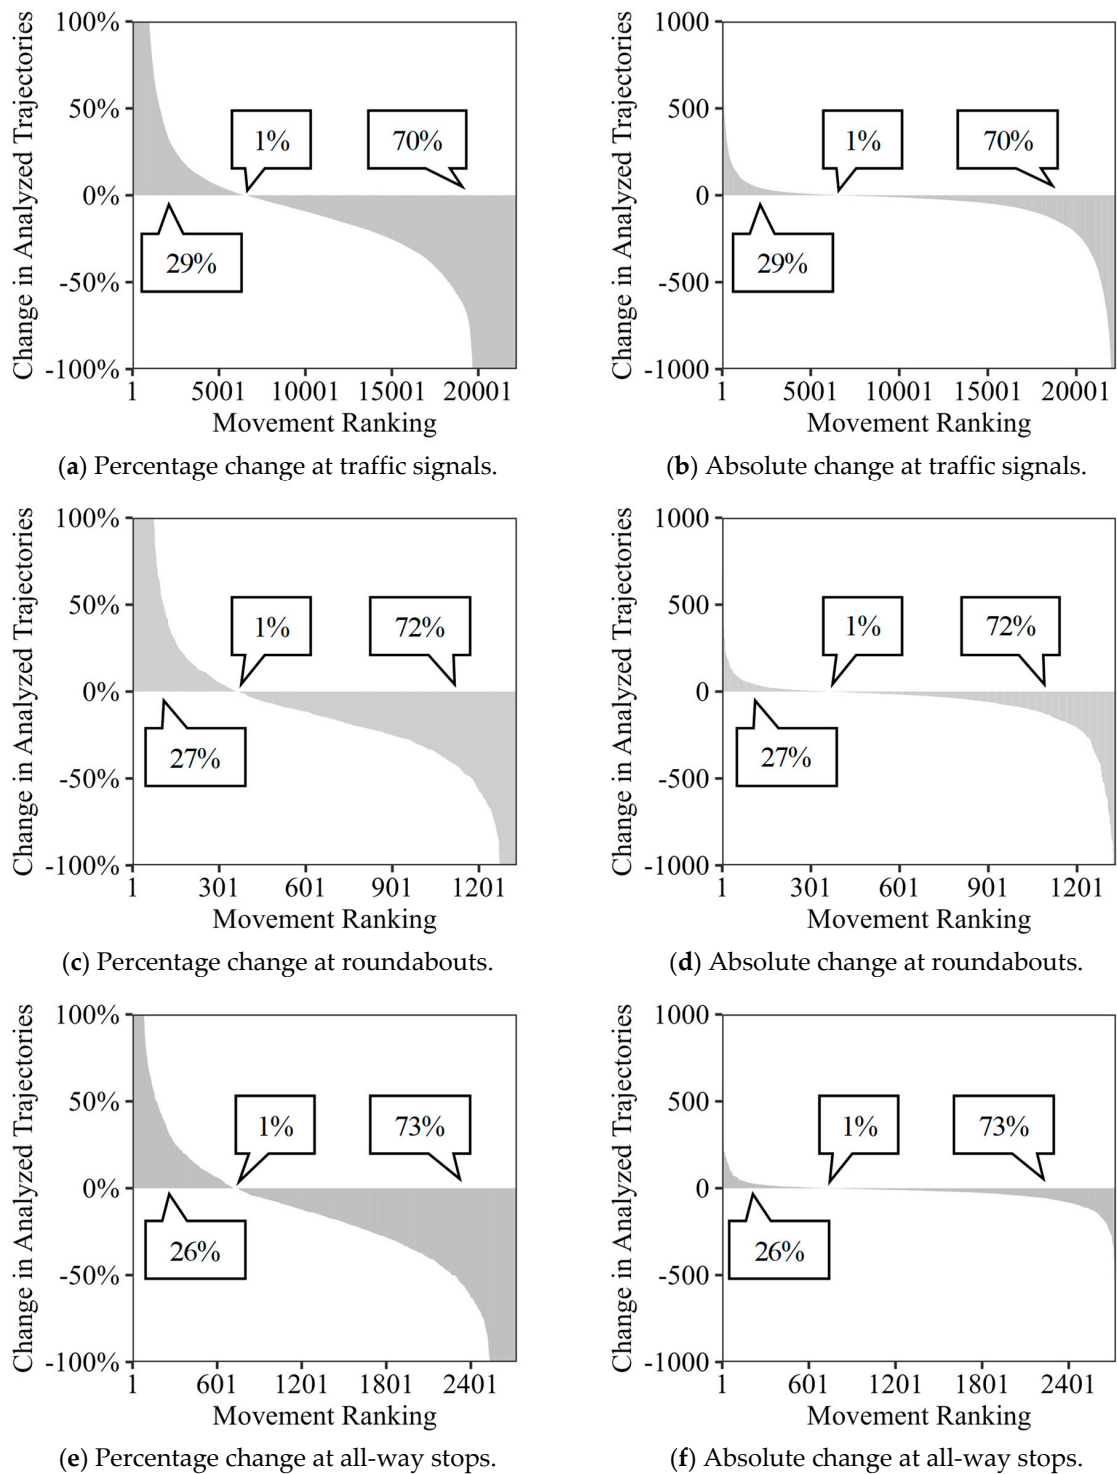 Change in Analyzed Trajectories
100%
50%
0%
-50%
-100%
1%
70%
29%
1 5001 10001 15001 20001
Movement Ranking
(a) Percentage change at traffic signals.
Change in Analyzed Trajectories
1000
500
0
-500
-1000
1%
70%
29%
1 5001 10001 15001 20001
Movement Ranking
(b) Absolute change at traffic signals.
Change in Analyzed Trajectories
100%
50%
0%
-50%
-100%
1%
72%
27%
1 301 601 901 1201
Movement Ranking
(c) Percentage change at roundabouts.
Change in Analyzed Trajectories
1000
500
0
-500
-1000
1%
72%
27%
1 301 601 901 1201
Movement Ranking
(d) Absolute change at roundabouts.
Change in Analyzed Trajectories
100%
50%
0%
-50%
-100%
1%
73%
26%
1 601 1201 1801 2401
Movement Ranking
(e) Percentage change at all-way stops.
Change in Analyzed Trajectories
1000
500
0
-500
-1000
1%
73%
26%
1 601 1201 1801 2401
Movement Ranking
(f) Absolute change at all-way stops.